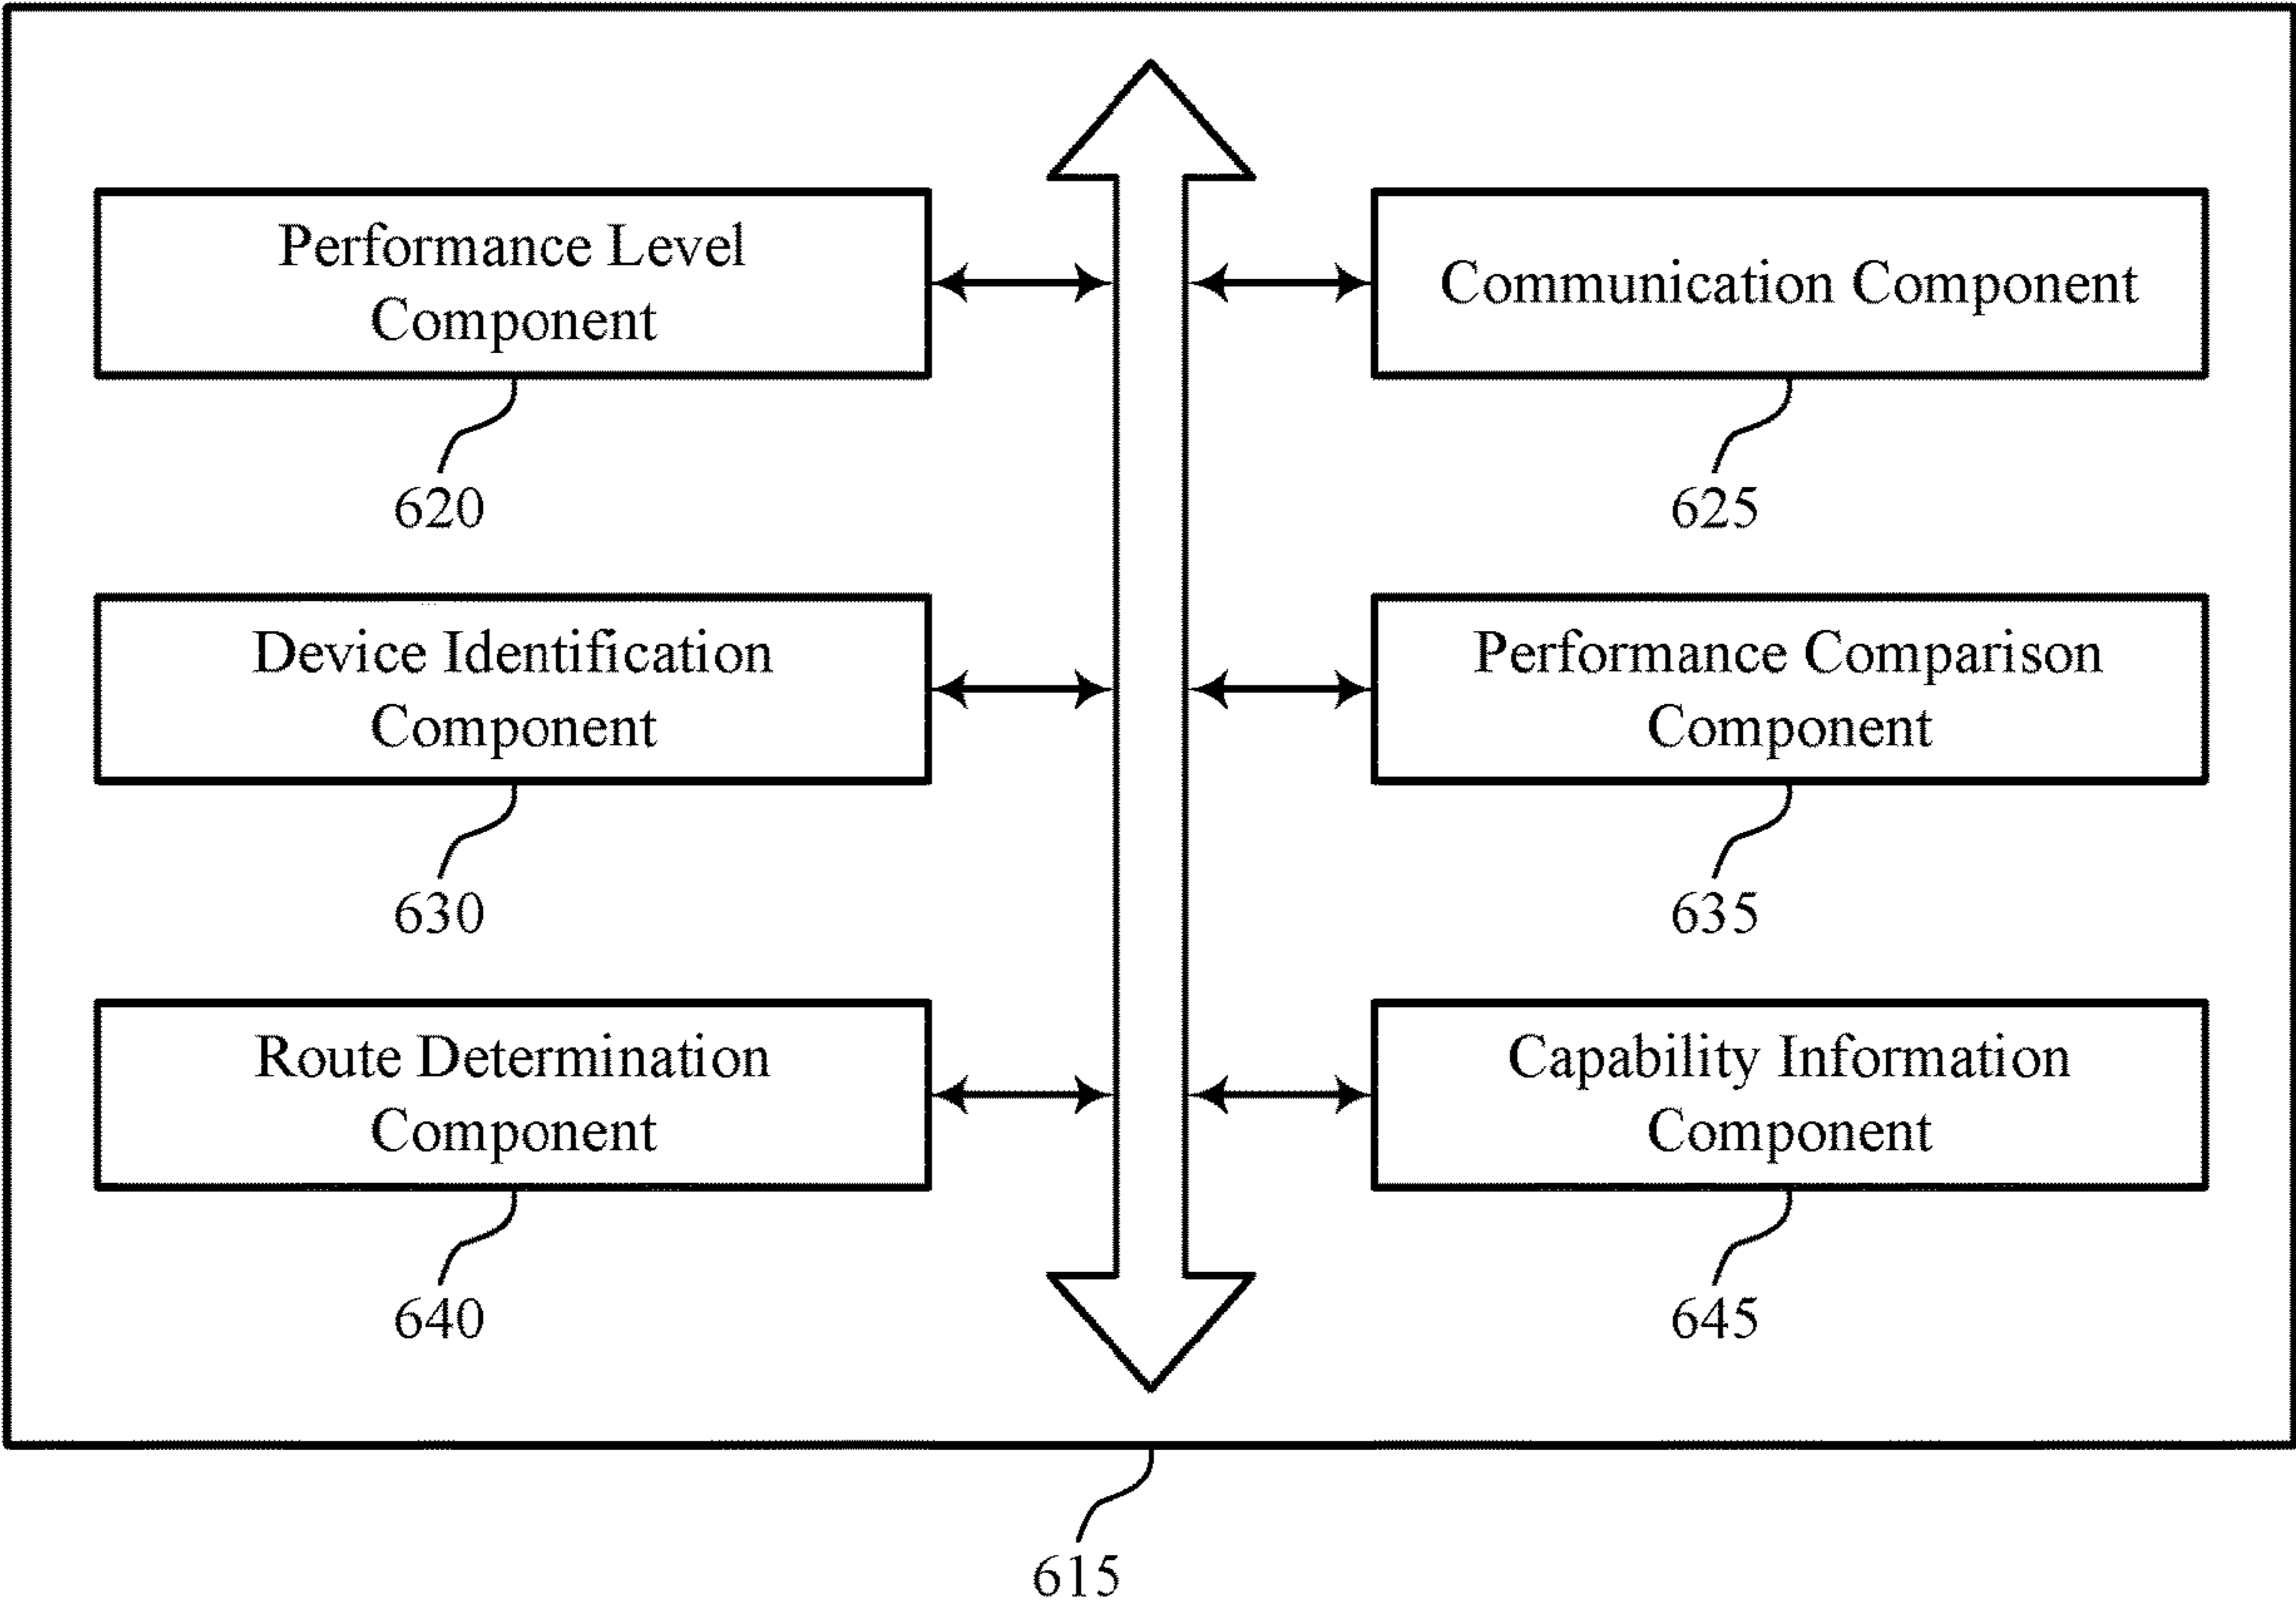 Performance Level
Component
620
Communication Component
625
Device Identification
Component
630
Performance Comparison
Component
635
Route Determination
Component
640
Capability Information
Component
645
615